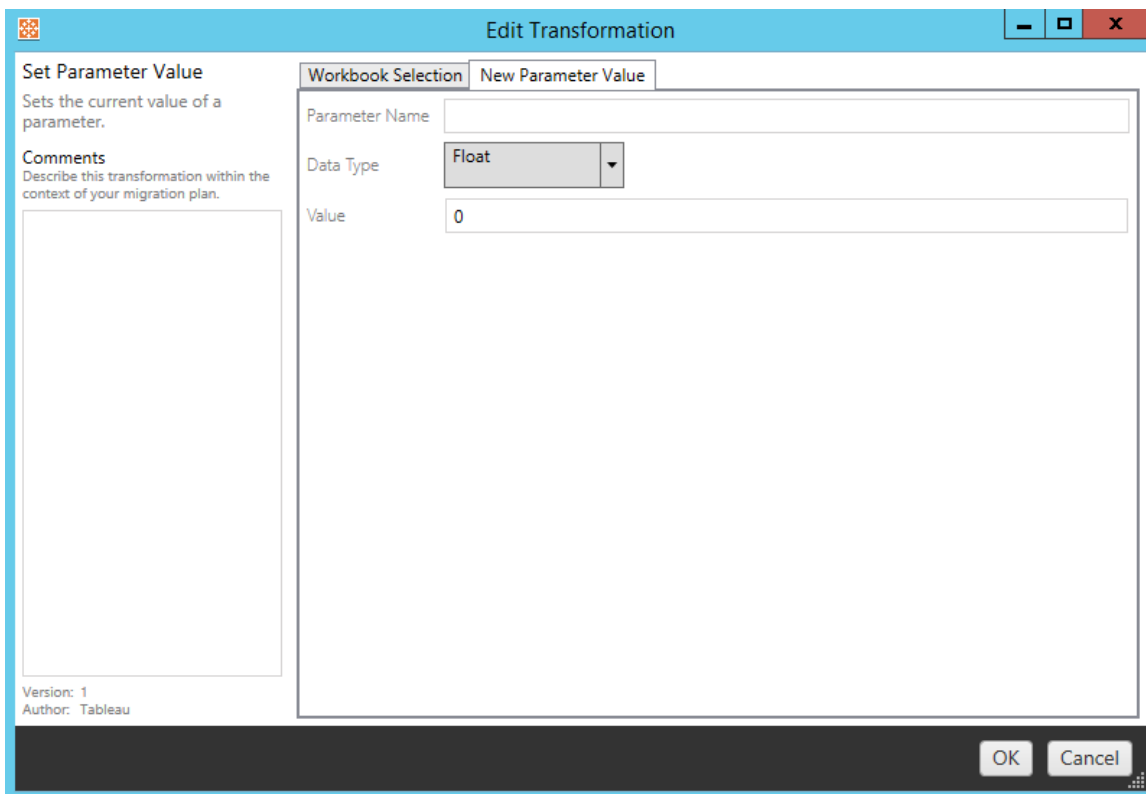 Edit Transformation
Set Parameter Value
Sets the current value of a
parameter.
Comments
Describe this transformation within the
context of your migration plan.
Version: 1
Author: Tableau
Workbook Selection
New Parameter Value
Parameter Name
Data Type
Float
Value
0
OK
Cancel